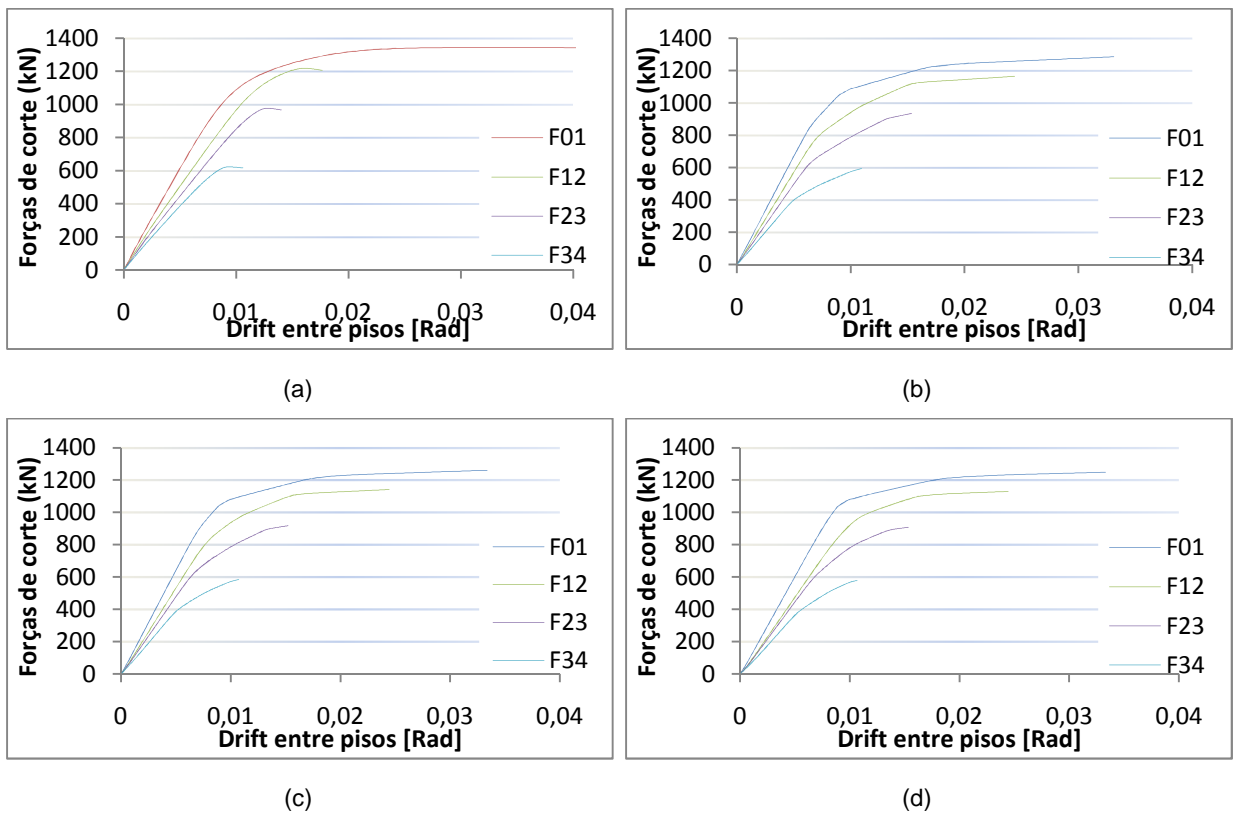 Forças de corte (kN)
1400
1200
1000
800
600
400
200
0
F01
F12
F23
F34
0 0,01 0,02 0,03 0,04
Drift entre pisos [Rad]
(a)
Forças de corte (kN)
1400
1200
1000
800
600
400
200
0
F01
F12
F23
F34
0 0,01 0,02 0,03 0,04
Drift entre pisos [Rad]
(b)
Forças de corte (kN)
1400
1200
1000
800
600
400
200
0
F01
F12
F23
F34
0 0,01 0,02 0,03 0,04
Drift entre pisos [Rad]
(c)
Forças de corte (kN)
1400
1200
1000
800
600
400
200
0
F01
F12
F23
F34
0 0,01 0,02 0,03 0,04
Drift entre pisos [Rad]
(d)